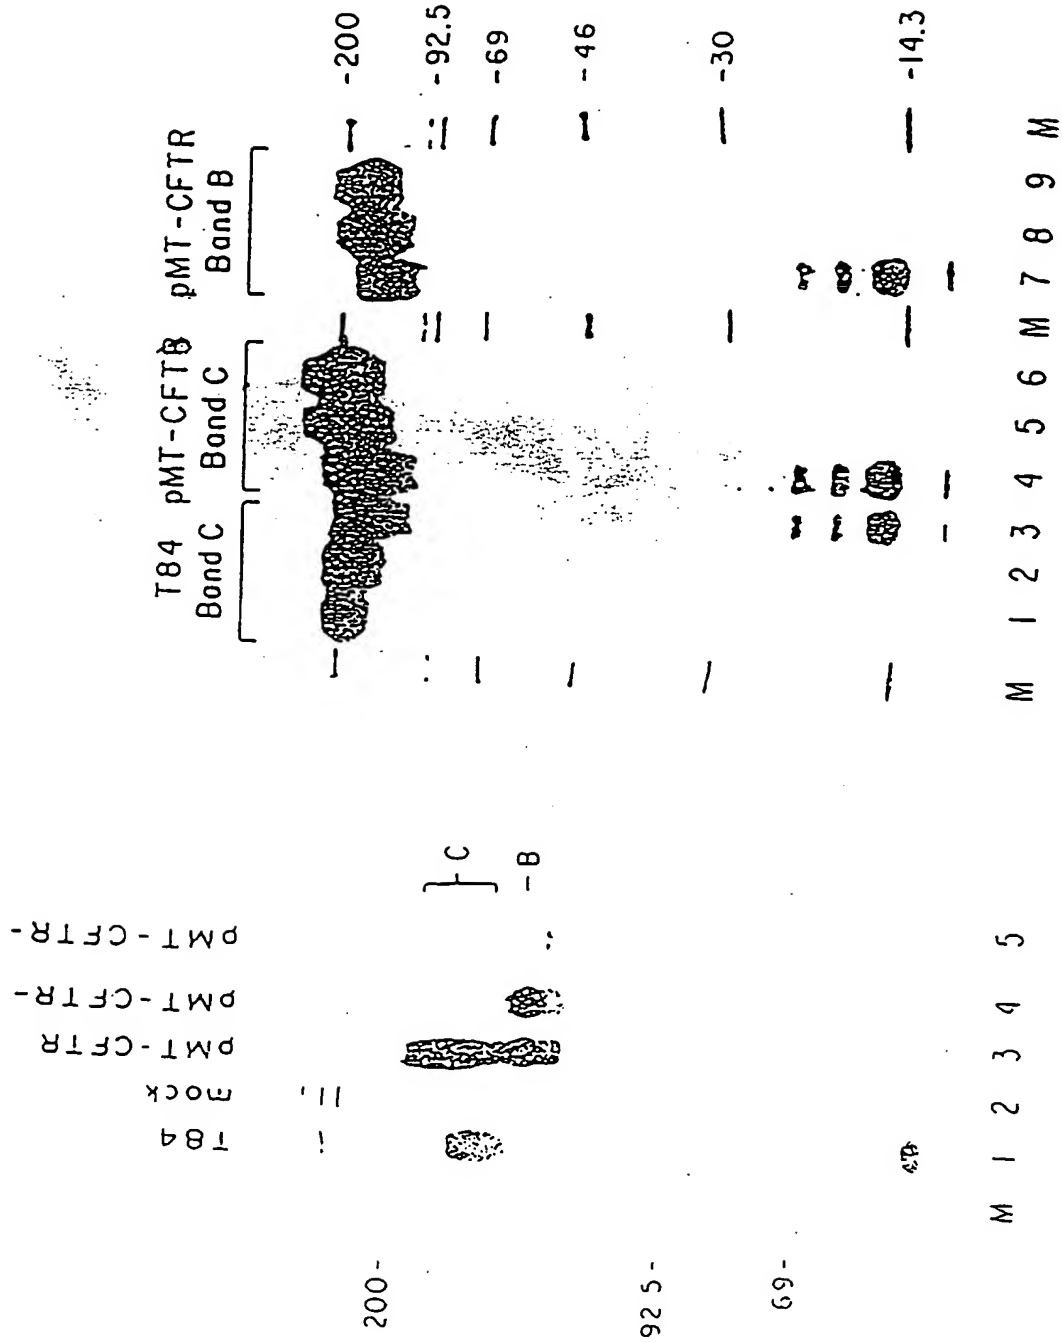 T84
mock
pMT-CFTR
pMT-CFTR-
pMT-CFTR-
200-
92 5-
69-
C
-B
M 1 2 3 4 5
T84
Band C
pMT-CFTR
Band C
pMT-CFTR
Band B
-200
-92.5
-69
-46
-30
-14.3
M 1 2 3 4 5 6 M 7 8 9 M